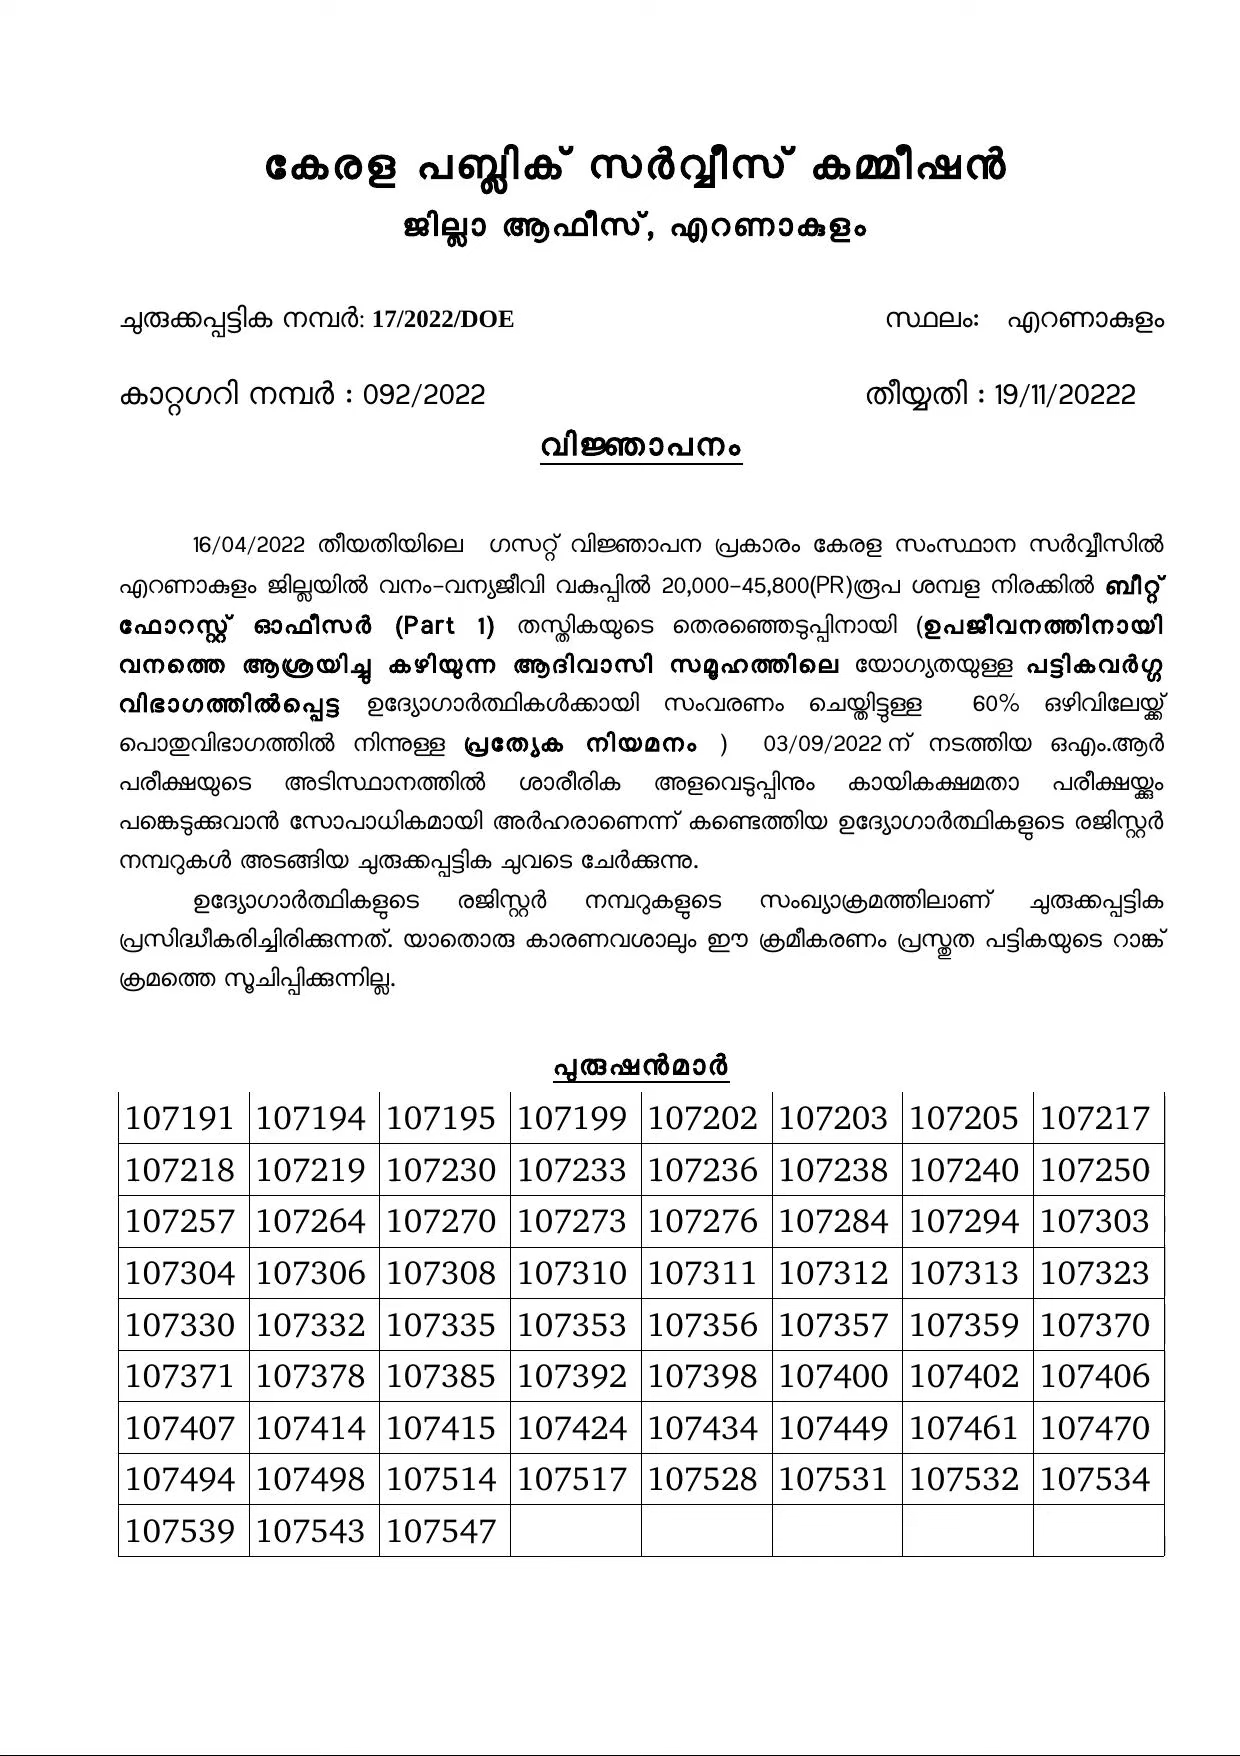 കേരള പബ്ലിക് സർവ്വീസ് കമ്മീഷൻ
ജില്ലാ ആഫീസ്, എറണാകുളം
ചുരുക്കപ്പട്ടിക നമ്പർ: 17/2022/DOE സ്ഥലം: എറണാകുളം
കാറ്റഗറി നമ്പർ : 092/2022 തീയ്യതി : 19/11/20222
വിജ്ഞാപനം
16/04/2022 തീയതിയിലെ ഗസറ്റ് വിജ്ഞാപന പ്രകാരം കേരള സംസ്ഥാന സർവ്വീസിൽ
എറണാകുളം ജില്ലയിൽ വനം-വന്യജീവി വകുപ്പിൽ 20,000-45,800(PR)രൂപ ശമ്പള നിരക്കിൽ ബീറ്റ്
ഫോറസ്റ്റ് ഓഫീസർ (Part 1) തസ്തികയുടെ തെരഞ്ഞെടുപ്പിനായി (ഉപജീവനത്തിനായി
വനത്തെ ആശ്രയിച്ചു കഴിയുന്ന ആദിവാസി സമൂഹത്തിലെ യോഗ്യതയുള്ള പട്ടികവർഗ്ഗ
വിഭാഗത്തിൽപ്പെട്ട ഉദ്യോഗാർത്ഥികൾക്കായി സംവരണം ചെയ്തിട്ടുള്ള 60% ഒഴിവിലേയ്ക്ക്
പൊതുവിഭാഗത്തിൽ നിന്നുള്ള പ്രത്യേക നിയമനം ) 03/09/2022 ന് നടത്തിയ ഒഎം.ആർ
പരീക്ഷയുടെ അടിസ്ഥാനത്തിൽ ശാരീരിക അളവെടുപ്പിനും കായികക്ഷമതാ പരീക്ഷയ്ക്കും
പങ്കെടുക്കുവാൻ സോപാധികമായി അർഹരാണെന്ന് കണ്ടെത്തിയ ഉദ്യോഗാർത്ഥികളുടെ രജിസ്റ്റർ
നമ്പറുകൾ അടങ്ങിയ ചുരുക്കപ്പട്ടിക ചുവടെ ചേർക്കുന്നു.
ഉദ്യോഗാർത്ഥികളുടെ രജിസ്റ്റർ നമ്പറുകളുടെ സംഖ്യാക്രമത്തിലാണ് ചുരുക്കപ്പട്ടിക
പ്രസിദ്ധീകരിച്ചിരിക്കുന്നത്. യാതൊരു കാരണവശാലും ഈ ക്രമീകരണം പ്രസ്തുത പട്ടികയുടെ റാങ്ക്
ക്രമത്തെ സൂചിപ്പിക്കുന്നില്ല.
പുരുഷൻമാർ
107191 107194 107195 107199 107202 107203 107205 107217
107218 107219 107230 107233 107236 107238 107240 107250
107257 107264 107270 107273 107276 107284 107294 107303
107304 107306 107308 107310 107311 107312 107313 107323
107330 107332 107335 107353 107356 107357 107359 107370
107371 107378 107385 107392 107398 107400 107402 107406
107407 107414 107415 107424 107434 107449 107461 107470
107494 107498 107514 107517 107528 107531 107532 107534
107539 107543 107547